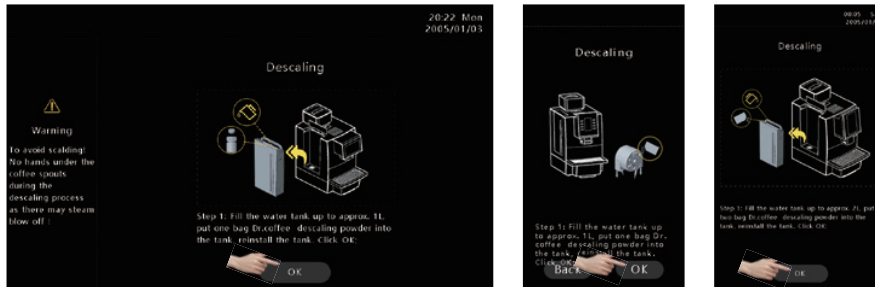 20:22 Mon
2005/01/03
Descaling
Warning
To avoid scalding!
No hands under the
coffee spouts
during the
descaling process
as there may steam
blow off !
Step 1: Fill the water tank up to approx. 1L,
put one bag Dr.coffee descaling powder into
the tank, reinstall the tank. Click OK:
OK
Descaling
Step 1: Fill the water tank up
to approx. 1L, put one bag Dr.
coffee descaling powder into
the tank, reinstall the tank.
Click OK:
Back
OK
00:05 S
2005/01/
Descaling
Step 1: Fill the water tank up to approx. 2L, put
two bag Dr.coffee descaling powder into the
tank, reinstall the tank. Click OK:
OK